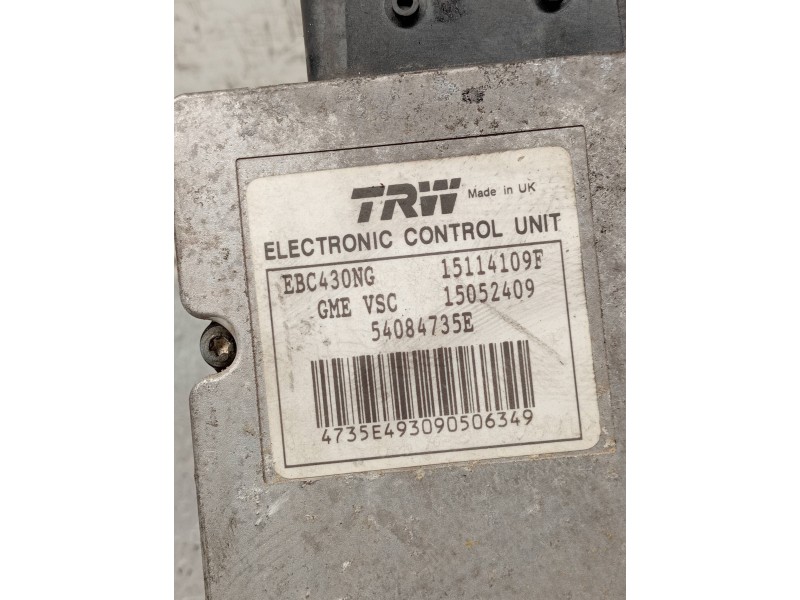 TRW Made in UK
ELECTRONIC CONTROL UNIT
EBC430NG 15114109F
GME VSC 15052409
54084735E
4735E493090506349